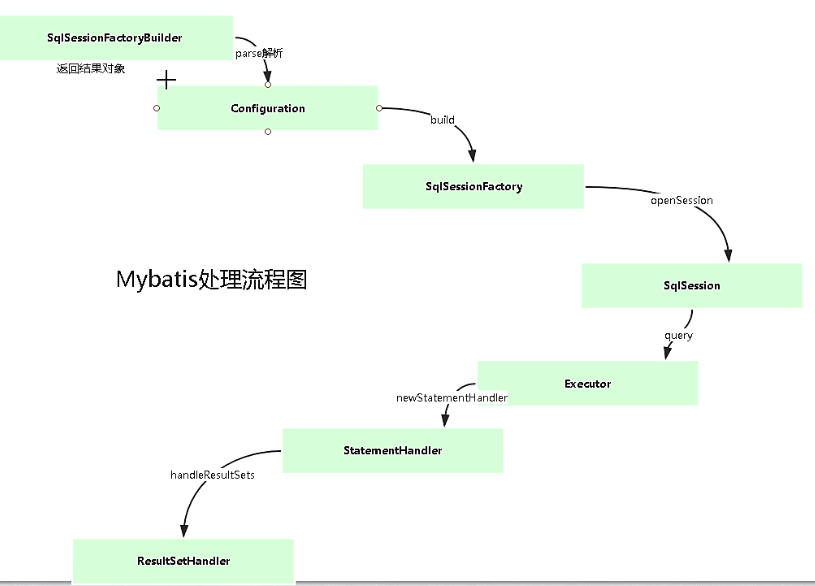 SqlSessionFactoryBuilder
parse解析
返回结果对象
Configuration
build
SqlSessionFactory
openSession
Mybatis处理流程图
SqlSession
query
Executor
newStatementHandler
StatementHandler
handleResultSets
ResultSetHandler